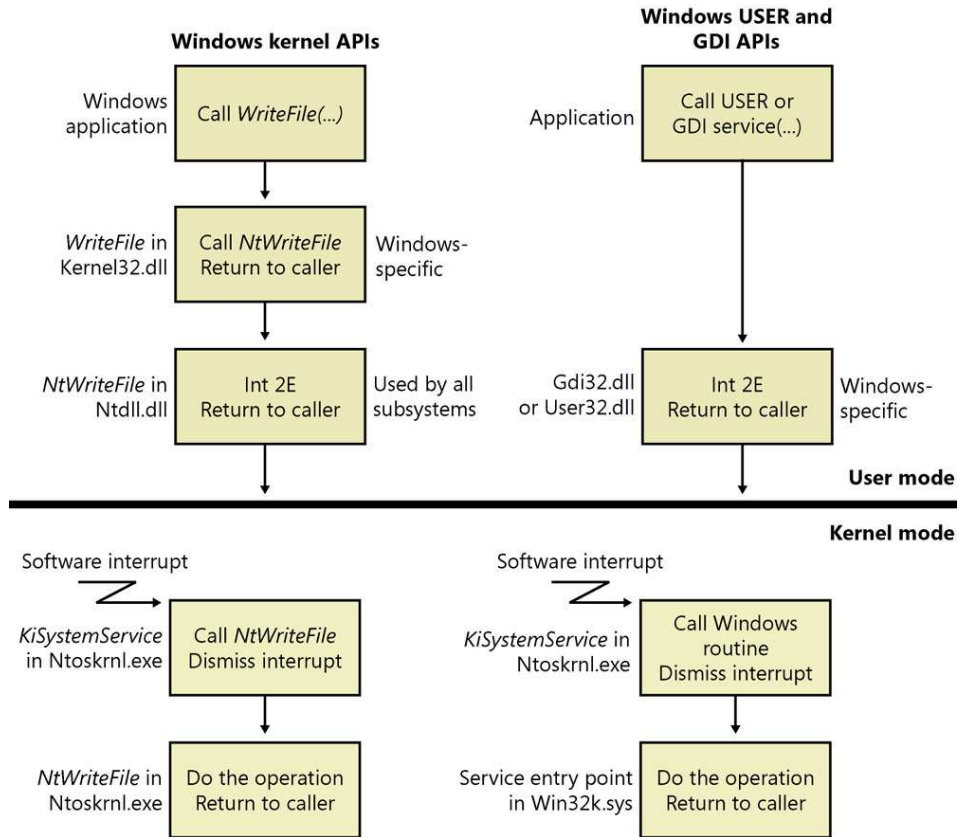 Windows kernel APIs
Windows USER and
GDI APIs
Windows
application
Call WriteFile(...)
Application
Call USER or
GDI service(...)
WriteFile in
Kernel32.dll
Call NtWriteFile
Return to caller
Windows-
specific
NtWriteFile in
Ntdll.dll
Int 2E
Return to caller
Used by all
subsystems
Gdi32.dll
or User32.dll
Int 2E
Return to caller
Windows-
specific
User mode
Kernel mode
Software interrupt
KiSystemService
in Ntoskrnl.exe
Call NtWriteFile
Dismiss interrupt
Software interrupt
KiSystemService in
Ntoskrnl.exe
Call Windows
routine
Dismiss interrupt
NtWriteFile in
Ntoskrnl.exe
Do the operation
Return to caller
Service entry point
in Win32k.sys
Do the operation
Return to caller